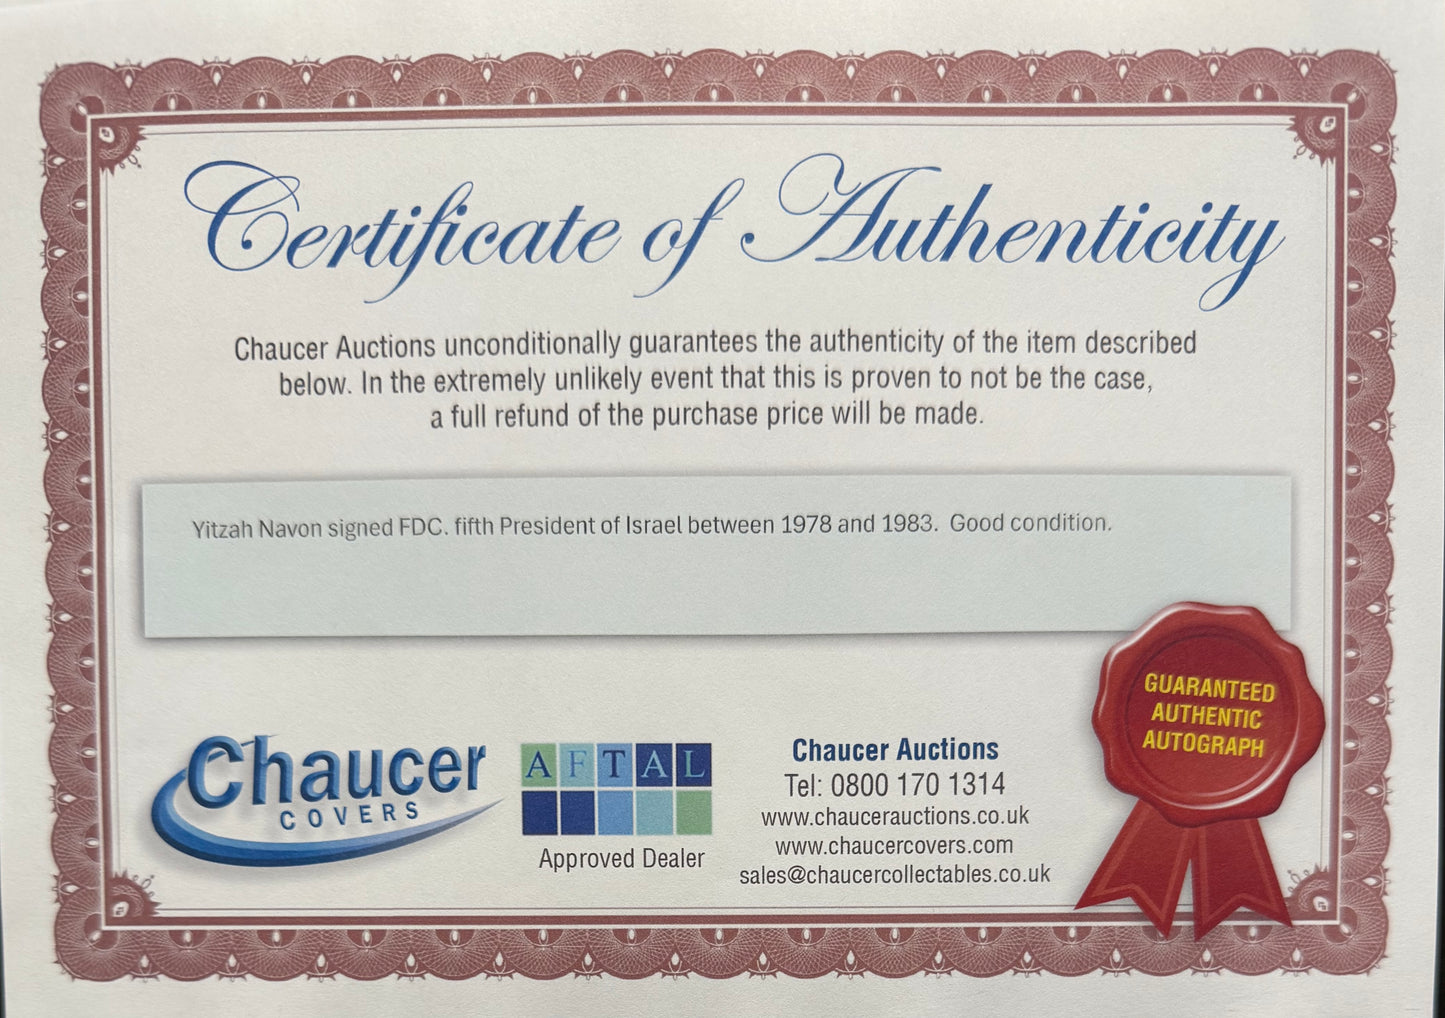 Certificate of Authenticity
Chaucer Auctions unconditionally guarantees the authenticity of the item described
below. In the extremely unlikely event that this is proven to not be the case,
a full refund of the purchase price will be made.
Yitzah Navon signed FDC. fifth President of Israel between 1978 and 1983.  Good condition.
Chaucer
COVERS
AFTAL
Approved Dealer
Chaucer Auctions
Tel: 0800 170 1314
www.chaucerauctions.co.uk
www.chaucercovers.com
sales@chaucercollectables.co.uk
GUARANTEED
AUTHENTIC
AUTOGRAPH